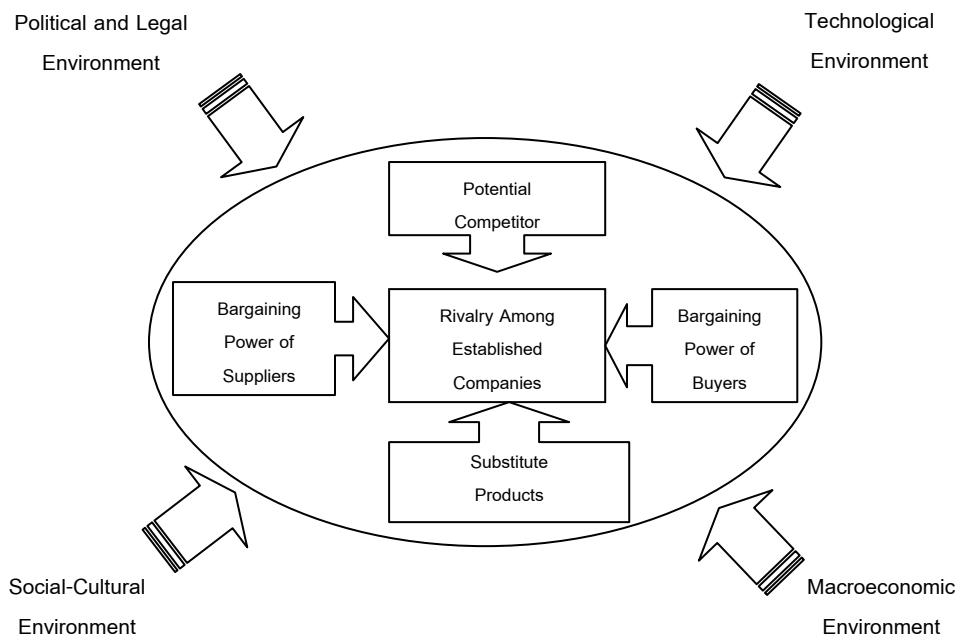 Political and Legal
Environment
Technological
Environment
Potential
Competitor
Bargaining
Power of
Suppliers
Rivalry Among
Established
Companies
Bargaining
Power of
Buyers
Substitute
Products
Social-Cultural
Environment
Macroeconomic
Environment